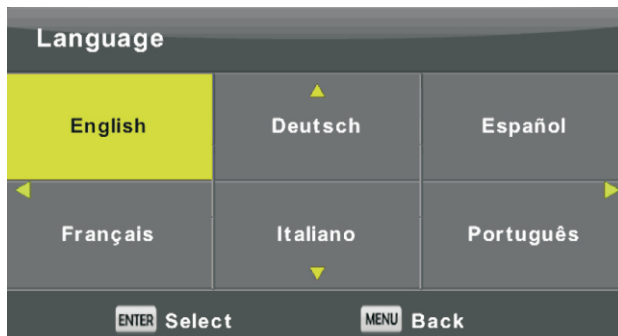 Language
English Deutsch Español
Français Italiano Português
ENTER Select MENU Back